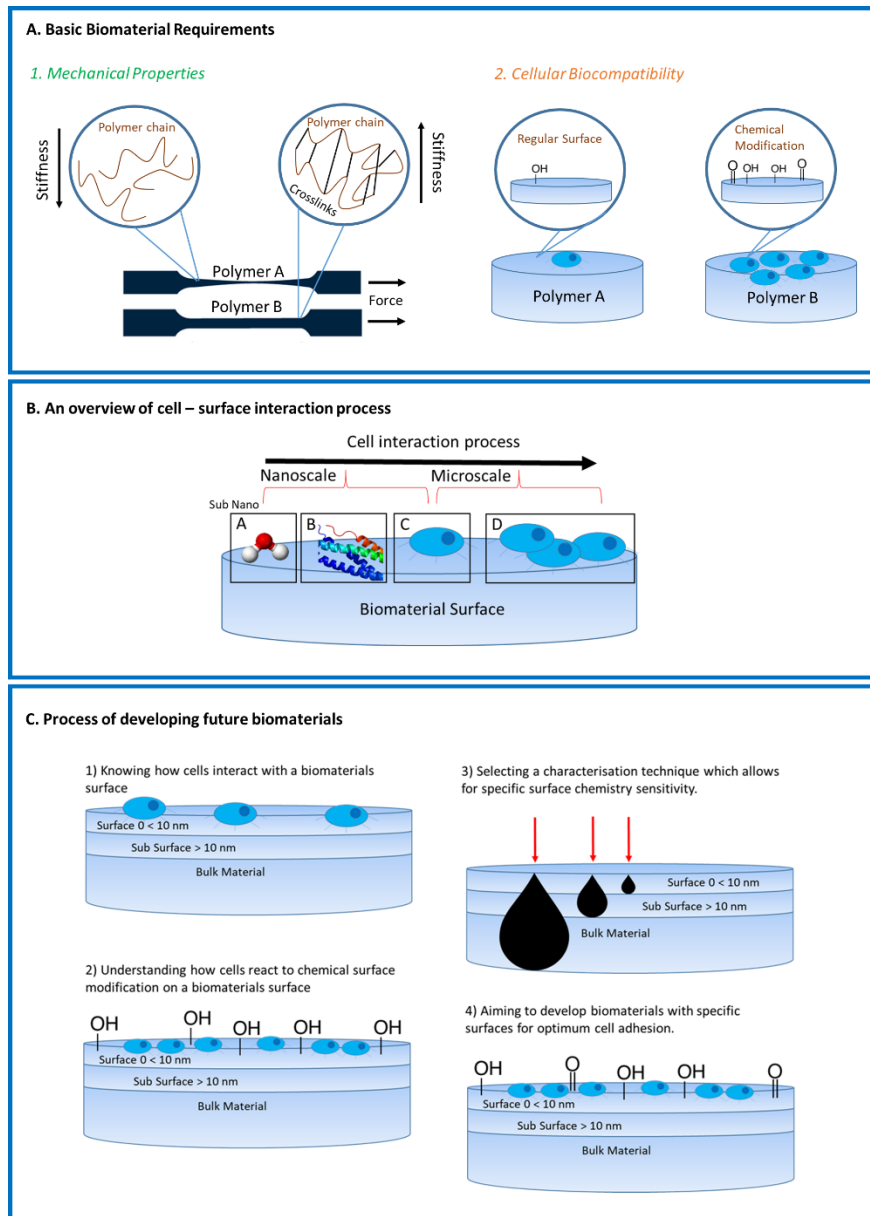 A. Basic Biomaterial Requirements
1. Mechanical Properties
2. Cellular Biocompatibility
Stiffness
Polymer chain
Polymer chain
Crosslinks
Stiffness
Polymer A
Polymer B
Force
Regular Surface
OH
Chemical
Modification
O
OH
OH
O
Polymer A
Polymer B
B. An overview of cell – surface interaction process
Cell interaction process
Nanoscale
Microscale
Sub Nano
A
B
C
D
Biomaterial Surface
C. Process of developing future biomaterials
1) Knowing how cells interact with a biomaterials
surface
Surface 0 < 10 nm
Sub Surface > 10 nm
Bulk Material
2) Understanding how cells react to chemical surface
modification on a biomaterials surface
OH
OH
OH
OH
OH
Surface 0 < 10 nm
Sub Surface > 10 nm
Bulk Material
3) Selecting a characterisation technique which allows
for specific surface chemistry sensitivity.
Surface 0 < 10 nm
Sub Surface > 10 nm
Bulk Material
4) Aiming to develop biomaterials with specific
surfaces for optimum cell adhesion.
OH
O
OH
OH
O
Surface 0 < 10 nm
Sub Surface > 10 nm
Bulk Material